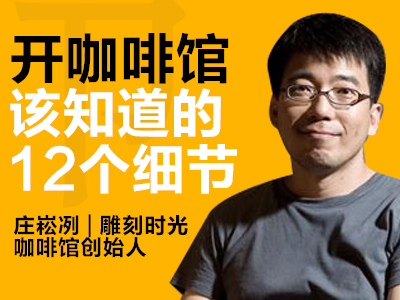 开咖啡馆
该知道的
12个细节
庄崧冽 | 雕刻时光
咖啡馆创始人